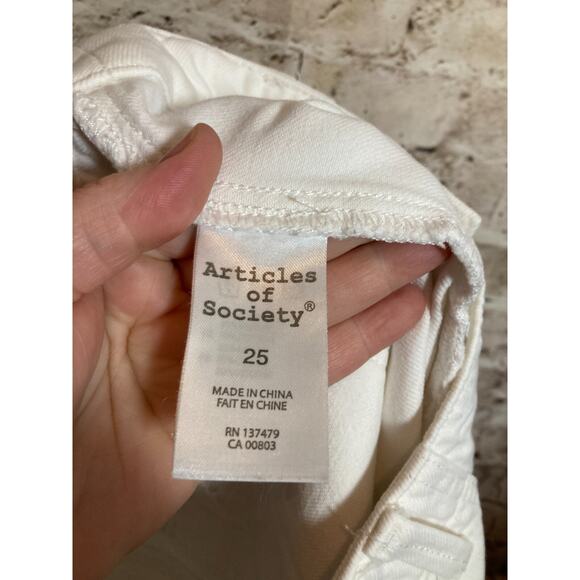 Articles
of
Society®
25
MADE IN CHINA
FAIT EN CHINE
RN 137479
CA 00803